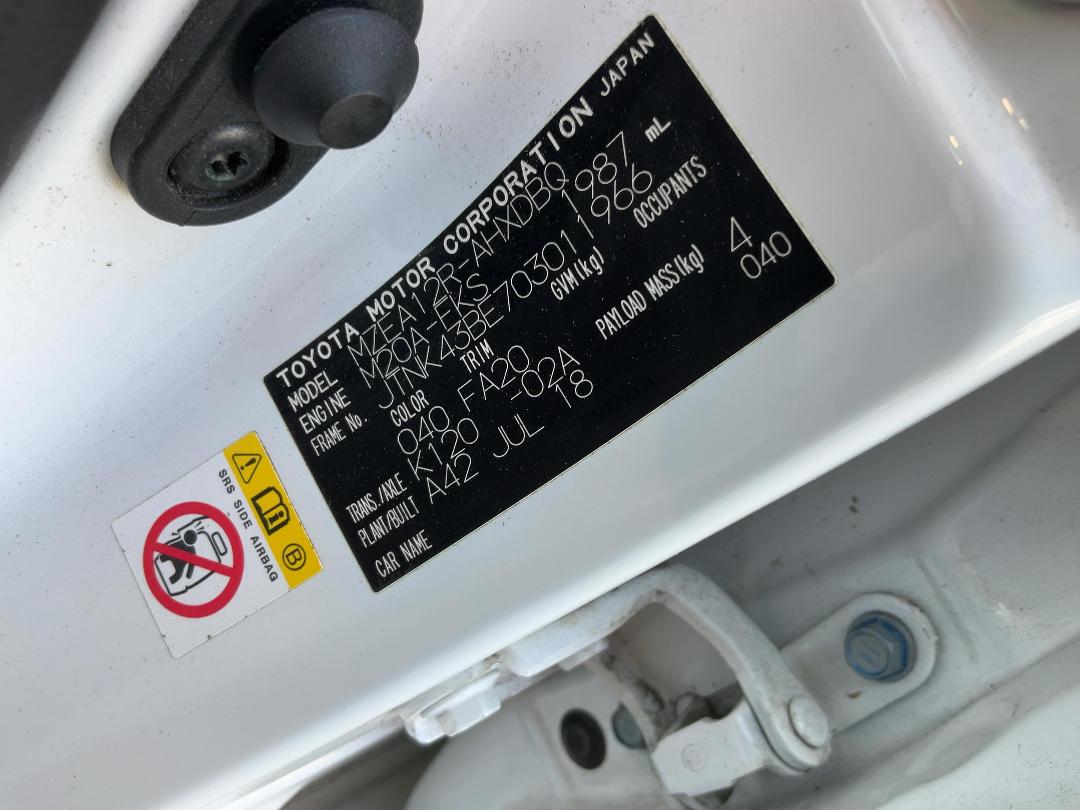 TOYOTA MOTOR CORPORATION JAPAN
MODEL MZEA12R-AHXDBQ
ENGINE M20A-FKS 1987 mL
FRAME No. JTNK43BE703011966
COLOR TRIM GVM(kg) OCCUPANTS
040 FA20 4
TRANS./AXLE K120 -02A PAYLOAD MASS(kg) 040
PLANT/BUILT A42 JUL 18
CAR NAME
SRS SIDE AIRBAG
B